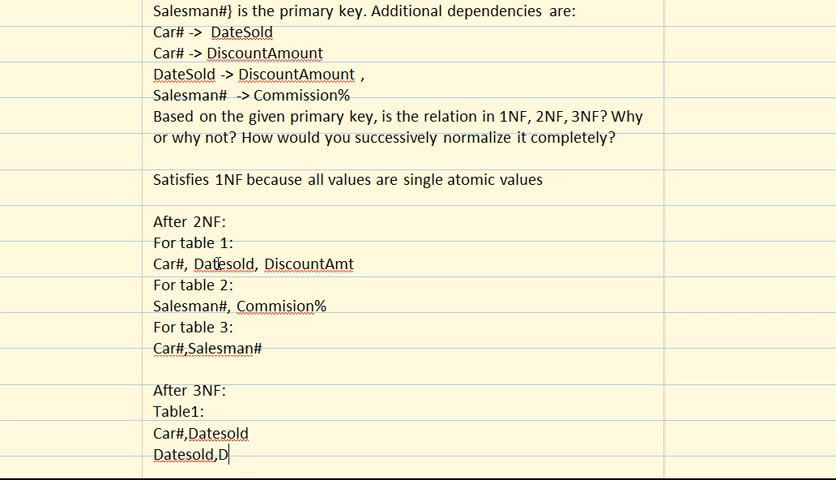 Salesman#} is the primary key. Additional dependencies are:
Car# -> DateSold
Car# -> DiscountAmount
DateSold -> DiscountAmount ,
Salesman# -> Commission%
Based on the given primary key, is the relation in 1NF, 2NF, 3NF? Why
or why not? How would you successively normalize it completely?
Satisfies 1NF because all values are single atomic values
After 2NF:
For table 1:
Car#, Datesold, DiscountAmt
For table 2:
Salesman#, Commision%
For table 3:
Car#,Salesman#
After 3NF:
Table1:
Car#,Datesold
Datesold,D